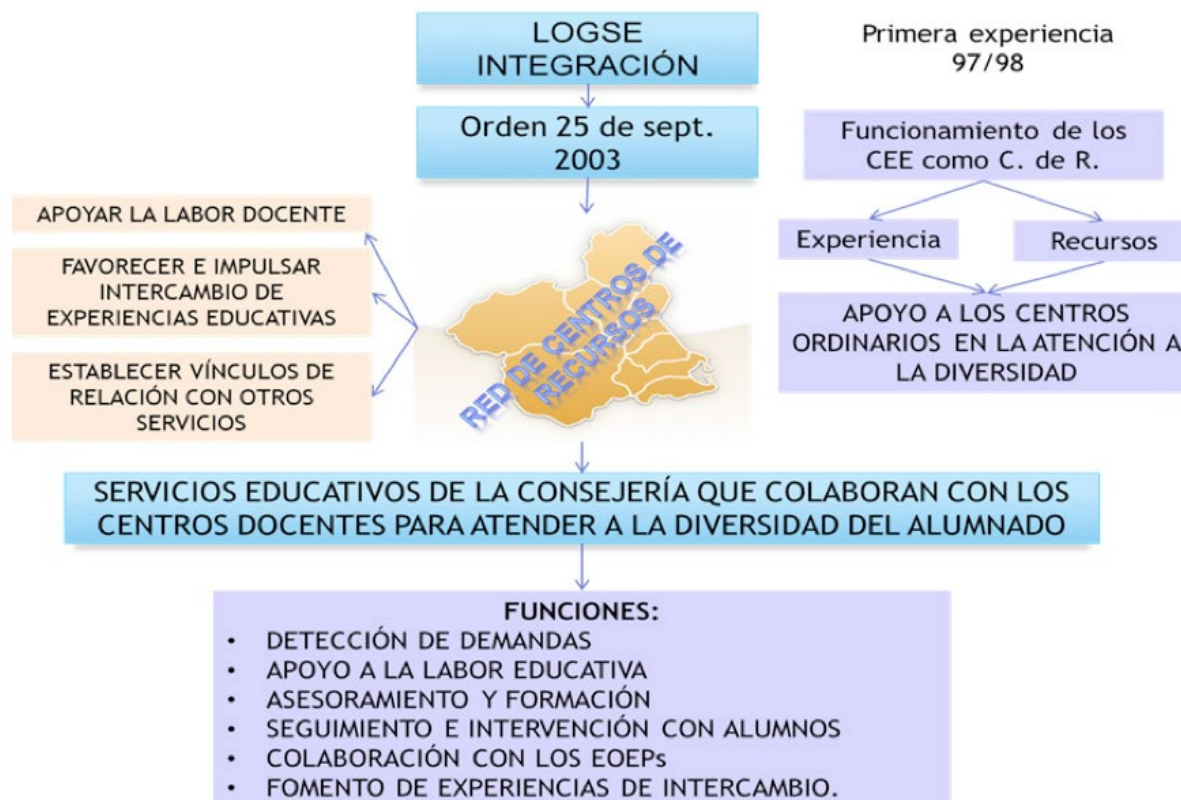 LOGSE
INTEGRACIÓN
Primera experiencia
97/98
Orden 25 de sept.
2003
Funcionamiento de los
CEE como C. de R.
Experiencia
Recursos
APOYO A LOS CENTROS
ORDINARIOS EN LA ATENCIÓN A
LA DIVERSIDAD
APOYAR LA LABOR DOCENTE
FAVORECER E IMPULSAR
INTERCAMBIO DE
EXPERIENCIAS EDUCATIVAS
ESTABLECER VÍNCULOS DE
RELACIÓN CON OTROS
SERVICIOS
RED DE CENTROS DE
RECURSOS
SERVICIOS EDUCATIVOS DE LA CONSEJERÍA QUE COLABORAN CON LOS
CENTROS DOCENTES PARA ATENDER A LA DIVERSIDAD DEL ALUMNADO
FUNCIONES:
• DETECCIÓN DE DEMANDAS
• APOYO A LA LABOR EDUCATIVA
• ASESORAMIENTO Y FORMACIÓN
• SEGUIMIENTO E INTERVENCIÓN CON ALUMNOS
• COLABORACIÓN CON LOS EOEPs
• FOMENTO DE EXPERIENCIAS DE INTERCAMBIO.